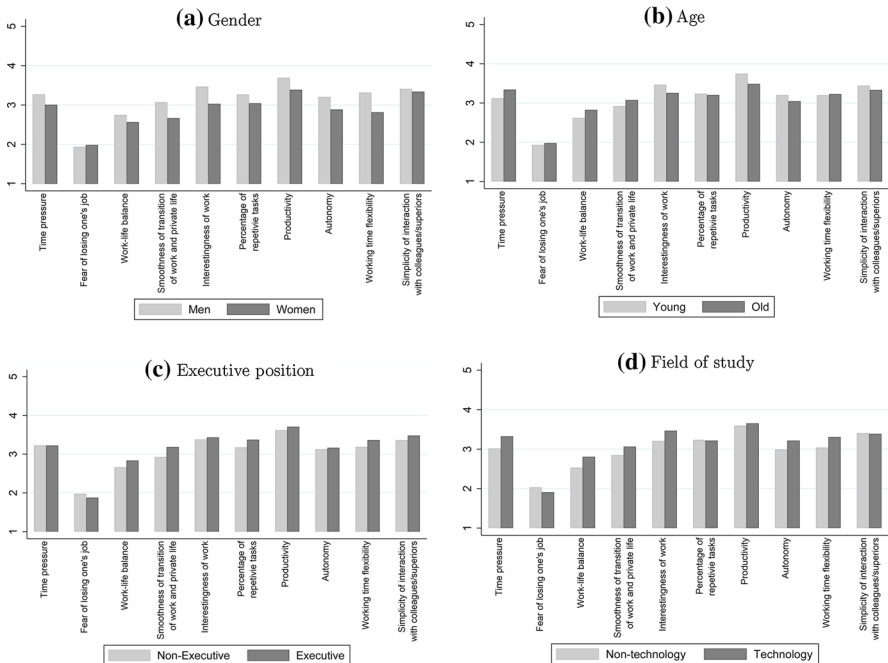 (a) Gender
5
4
3
2
1
Time pressure
Fear of losing one's job
Work-life balance
Smoothness of transition
of work and private life
Interestingness of work
Percentage of
repetivie tasks
Productivity
Autonomy
Working time flexibility
Simplicity of interaction
with colleagues/superiors
Men
Women
(b) Age
5
4
3
2
1
Time pressure
Fear of losing one's job
Work-life balance
Smoothness of transition
of work and private life
Interestingness of work
Percentage of
repetivie tasks
Productivity
Autonomy
Working time flexibility
Simplicity of interaction
with colleagues/superiors
Young
Old
(c) Executive position
5
4
3
2
1
Time pressure
Fear of losing one's job
Work-life balance
Smoothness of transition
of work and private life
Interestingness of work
Percentage of
repetivie tasks
Productivity
Autonomy
Working time flexibility
Simplicity of interaction
with colleagues/superiors
Non-Executive
Executive
(d) Field of study
5
4
3
2
1
Time pressure
Fear of losing one's job
Work-life balance
Smoothness of transition
of work and private life
Interestingness of work
Percentage of
repetivie tasks
Productivity
Autonomy
Working time flexibility
Simplicity of interaction
with colleagues/superiors
Non-technology
Technology